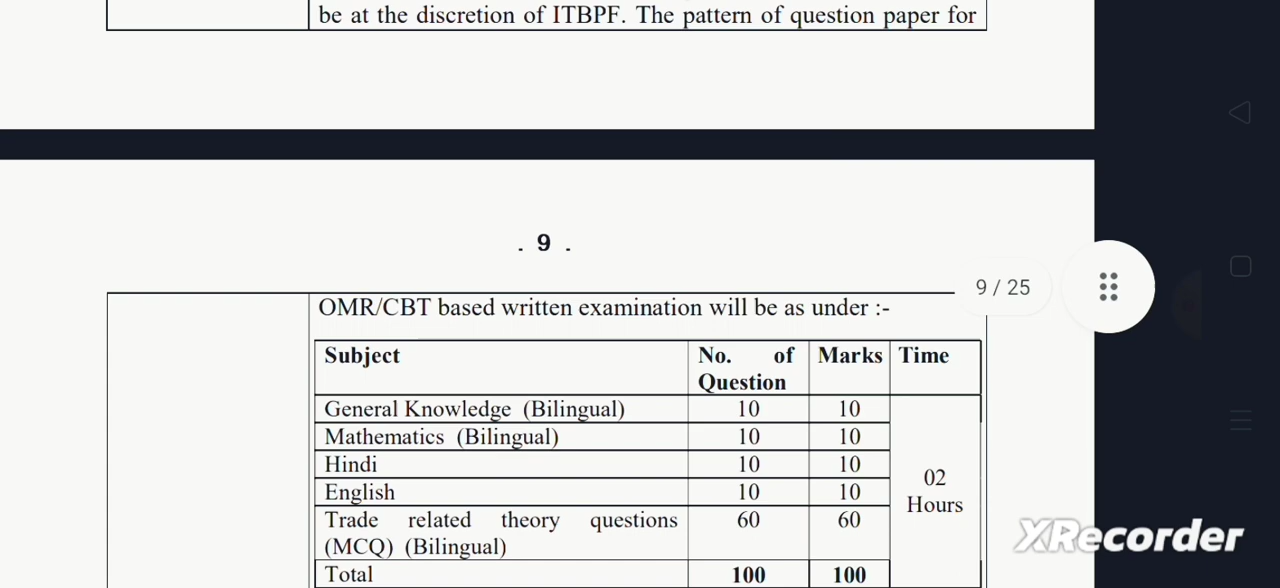 be at the discretion of ITBPF. The pattern of question paper for
. 9 .
9 / 25
OMR/CBT based written examination will be as under :-
Subject No. of Question Marks Time
General Knowledge (Bilingual) 10 10
Mathematics (Bilingual) 10 10
Hindi 10 10
English 10 10
02 Hours
Trade related theory questions (MCQ) (Bilingual) 60 60
Total 100 100
XRecorder